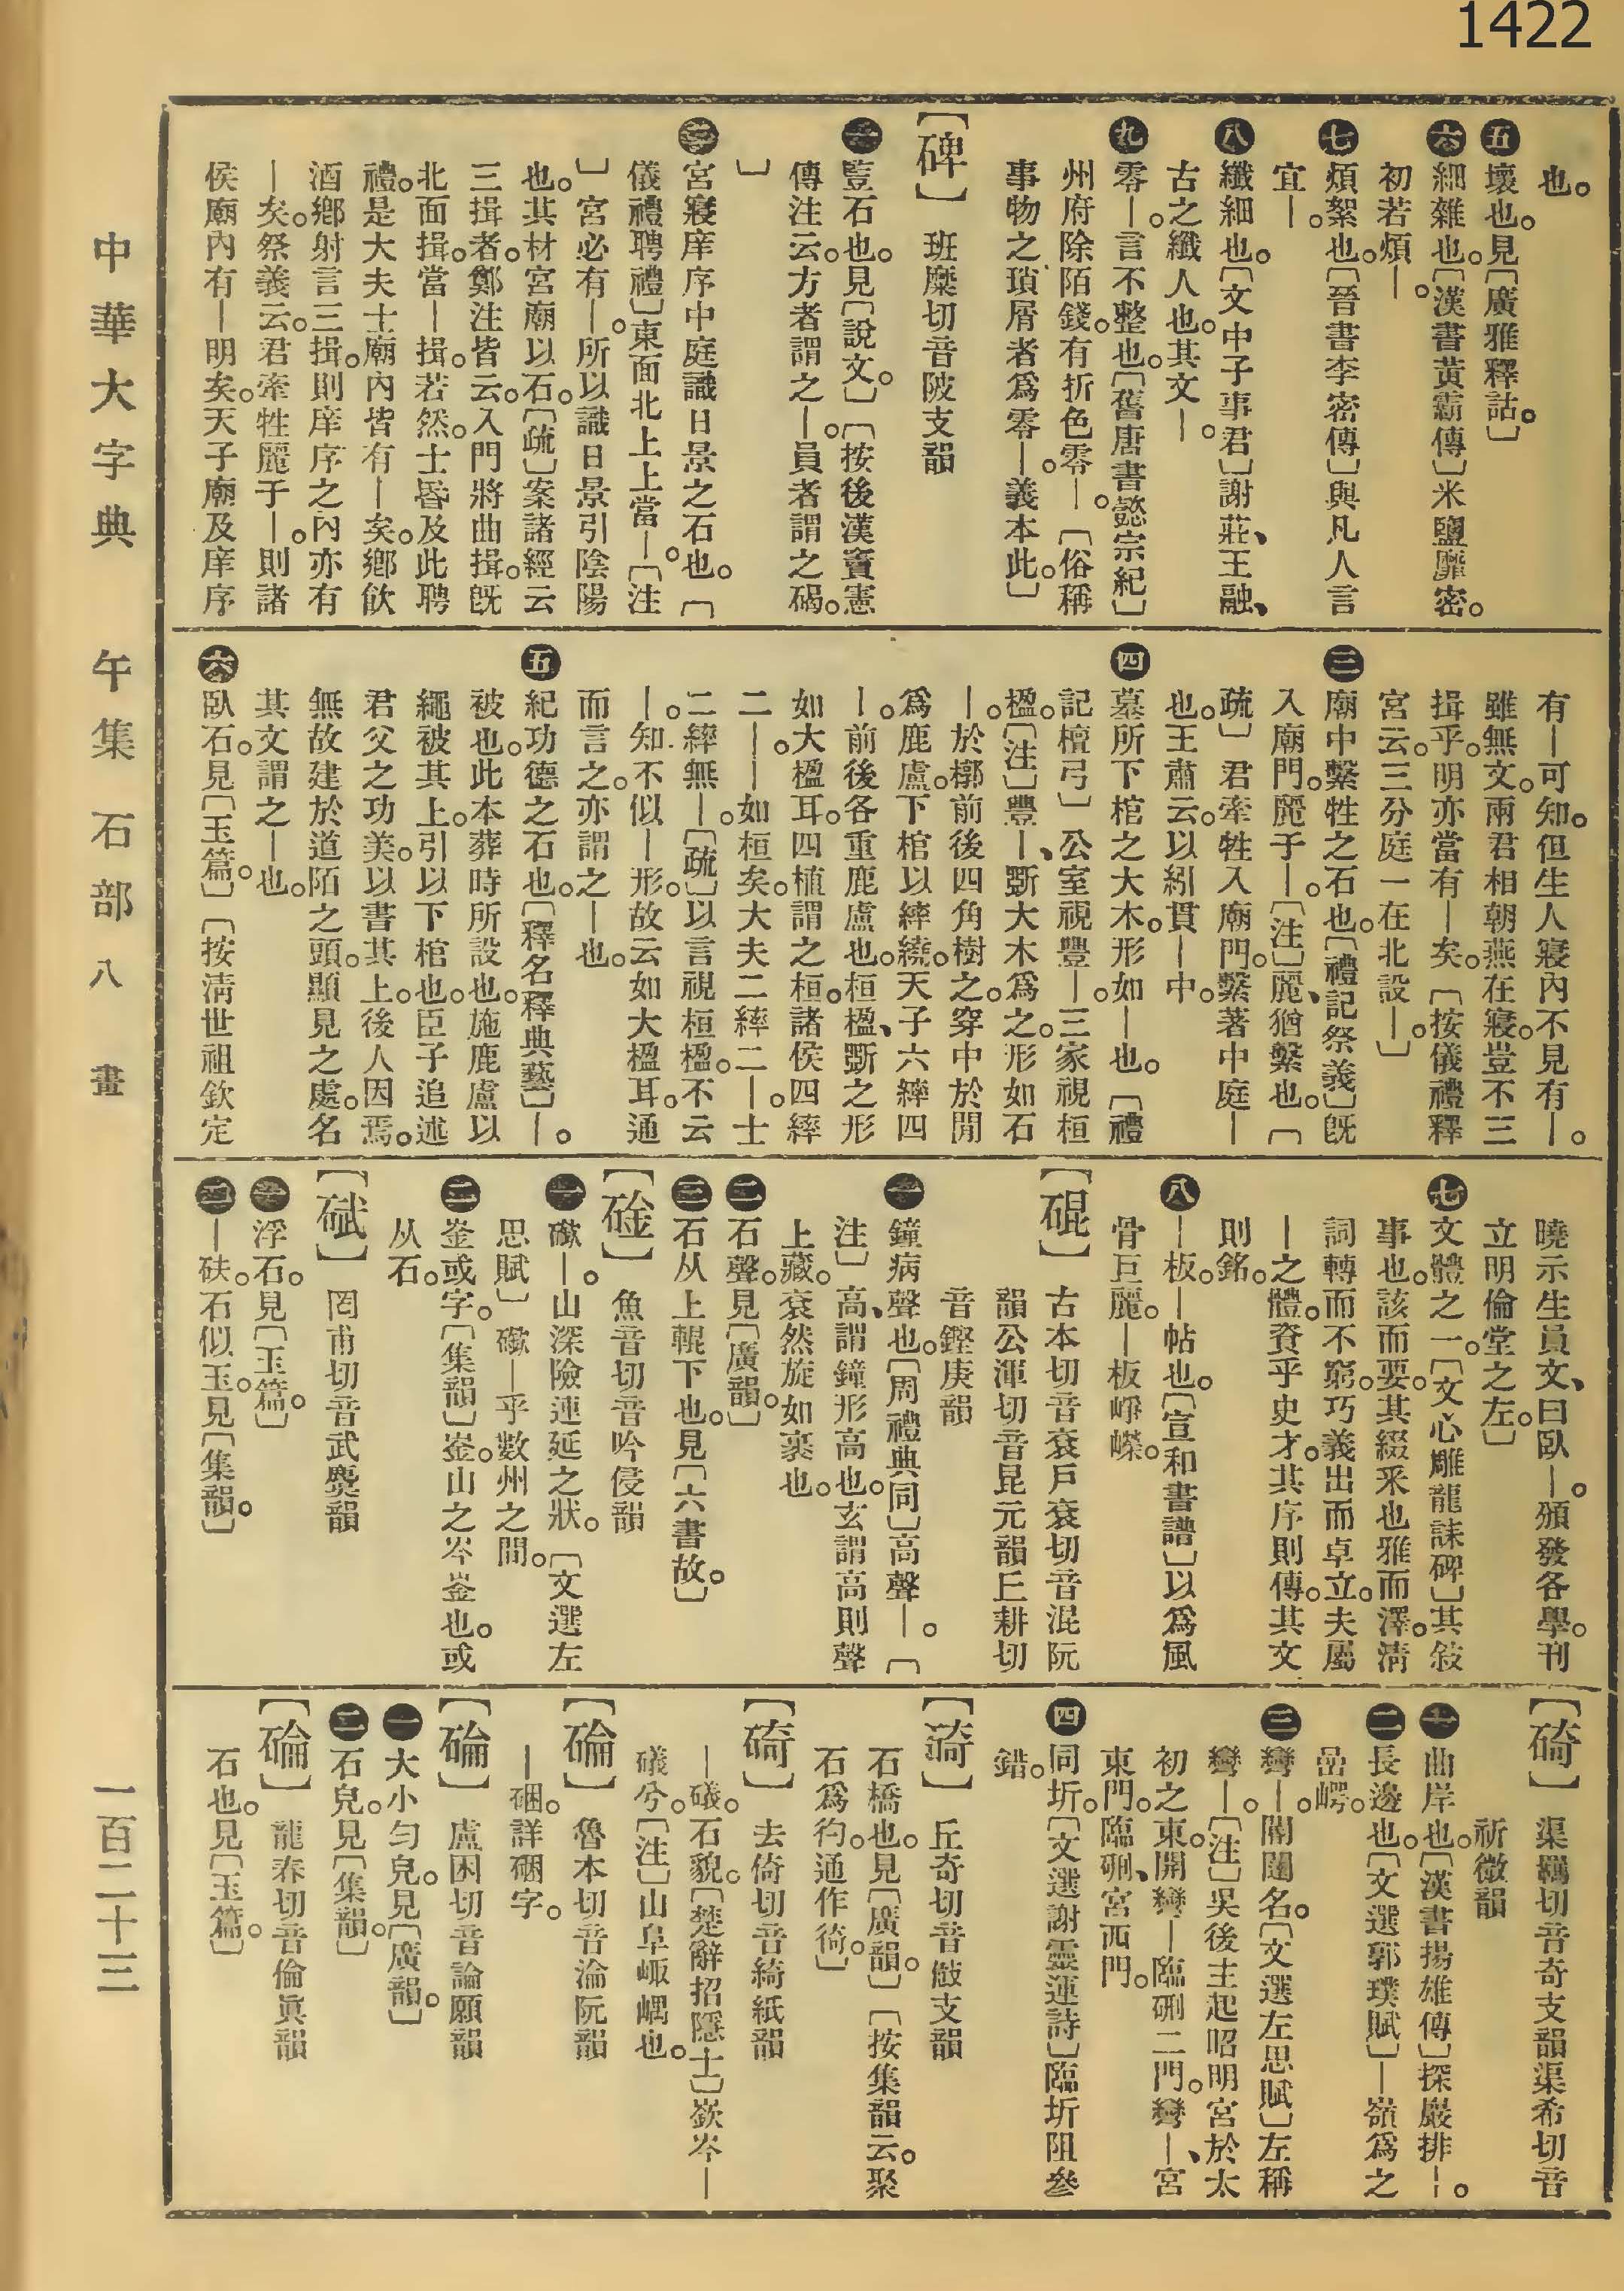 1422
也。
㊄壞也。見〔廣雅釋詁。〕
㊅細雜也。〔漢書黃霸傳〕米鹽靡密。
初若煩―。
㊆煩絮也。〔晉書李密傳〕與凡人言
宜―。
㊇纖細也。〔文中子事君〕謝莊、王融、
古之纖人也。其文―。
㊈零―。言不整也。〔舊唐書懿宗紀〕
州府除陌錢。有折色零―。〔俗稱
事物之瑣屑者爲零―。義本此。〕
〔碑〕 班糜切音陂支韻
㊀豎石也。見〔說文。〕〔按後漢竇憲
傳注云。方者謂之―。員者謂之碣。
〕
㊁宮寢庠序中庭識日景之石也。〔
儀禮聘禮〕東面北上上當―。〔注
〕宮必有―。所以識日景引陰陽
也。其材宮廟以石。〔疏〕案諸經云
三揖者。鄭注皆云。入門將曲揖。旣
北面揖。當―揖。若然。士昏及此聘
禮。是大夫士廟內皆有―矣。鄉飮
酒鄕射言三揖。則庠序之內亦有
―矣。祭義云。君牽牲麗于―。則諸
侯廟內有―明矣。天子廟及庠序
有―可知。但生人寢內不見有―。
雖無文。兩君相朝燕在寢。豈不三
揖乎。明亦當有―矣。〔按儀禮釋
宮云。三分庭一在北設―。〕
㊂廟中繫牲之石也。〔禮記祭義〕旣
入廟門。麗于―。〔注〕麗、猶繫也。〔
疏〕君牽牲入廟門。繫著中庭―
也。王肅云。以紖貫―中。
㊃墓所下棺之大木。形如―也。〔禮
記檀弓〕公室視豐―。三家視桓
楹。〔注〕豐―、斲大木爲之。形如石
―。於槨前後四角樹之。穿中於閒
爲鹿盧。下棺以繂繞。天子六繂四
―。前後各重鹿盧也。桓楹、斲之形
如大楹耳。四植謂之桓。諸侯四繂
二―。―如桓矣。大夫二繂二―。士
二繂無―。〔疏〕以言視桓楹。不云
―。知不似―形。故云如大楹耳。通
而言之。亦謂之―也。
㊄紀功德之石也。〔釋名釋典藝〕―。
被也。此本葬時所設也。施鹿盧以
繩被其上。引以下棺也。臣子追述
君父之功美。以書其上。後人因焉。
無故建於道陌之頭。顯見之處。名
其文謂之―也。
㊅臥石。見〔玉篇。〕〔按淸世祖欽定
曉示生員文、曰臥―。頒發各學。刊
立明倫堂之左。〕
㊆文體之一。〔文心雕龍誄碑〕其敍
事也。該而要。其綴釆也雅而澤。淸
詞轉而不窮。巧義出而卓立。夫屬
―之體。資乎史才。其序則傳。其文
則銘。
㊇―板。―帖也。〔宣和書譜〕以爲風
骨巨麗。―板崢嶸。
〔硍〕 古本切音袞戶袞切音混阮
韻公渾切音昆元韻丘耕切
音鏗庚韻
㊀鐘病聲也。〔周禮典同〕高聲―。〔
注〕高、謂鐘形高也。玄謂高則聲
上藏。袞然旋如裹也。
㊁石聲。見〔廣韻。〕
㊂石从上輥下也。見〔六書故。〕
〔碒〕 魚音切音吟侵韻
㊀礉―。山深險連延之狀。〔文選左
思賦〕礉―乎數州之間。
㊁崟或字。〔集韻〕崟。山之岑崟也。或
从石。
〔碔〕 罔甫切音武麌韻
㊀浮石。見〔玉篇。〕
㊁―砆。石似玉。見〔集韻。〕
〔碕〕 渠羈切音奇支韻渠希切音
祈微韻
㊀曲岸也。〔漢書揚雄傳〕探巖排―。
㊁長邊也。〔文選郭璞賦〕―嶺爲之
嵒崿。
㊂彎―。闈闥名。〔文選左思賦〕左稱
彎―。〔注〕吳後主起昭明宮於太
初之東。開彎―臨硎二門。彎―、宮
東門。臨硎、宮西門。
㊃同圻。〔文選謝靈運詩〕臨圻阻參
錯。
〔碕〕 丘奇切音攲支韻
石橋也。見〔廣韻。〕〔按集韻云。聚
石爲彴。通作徛。〕
〔碕〕 去倚切音綺紙韻
―礒。石貌。〔楚辭招隱士〕嶔岑―
礒兮。〔注〕山阜峨嵎也。
〔碖〕 魯本切音淪阮韻
―硱。詳硱字。
〔碖〕 盧困切音論願韻
㊀大小匀皃。見〔廣韻。〕
㊁石皃。見〔集韻。〕
〔碖〕 龍春切音倫眞韻
石也。見〔玉篇。〕
中華大字典　午集　石部　八　畫　一百二十三